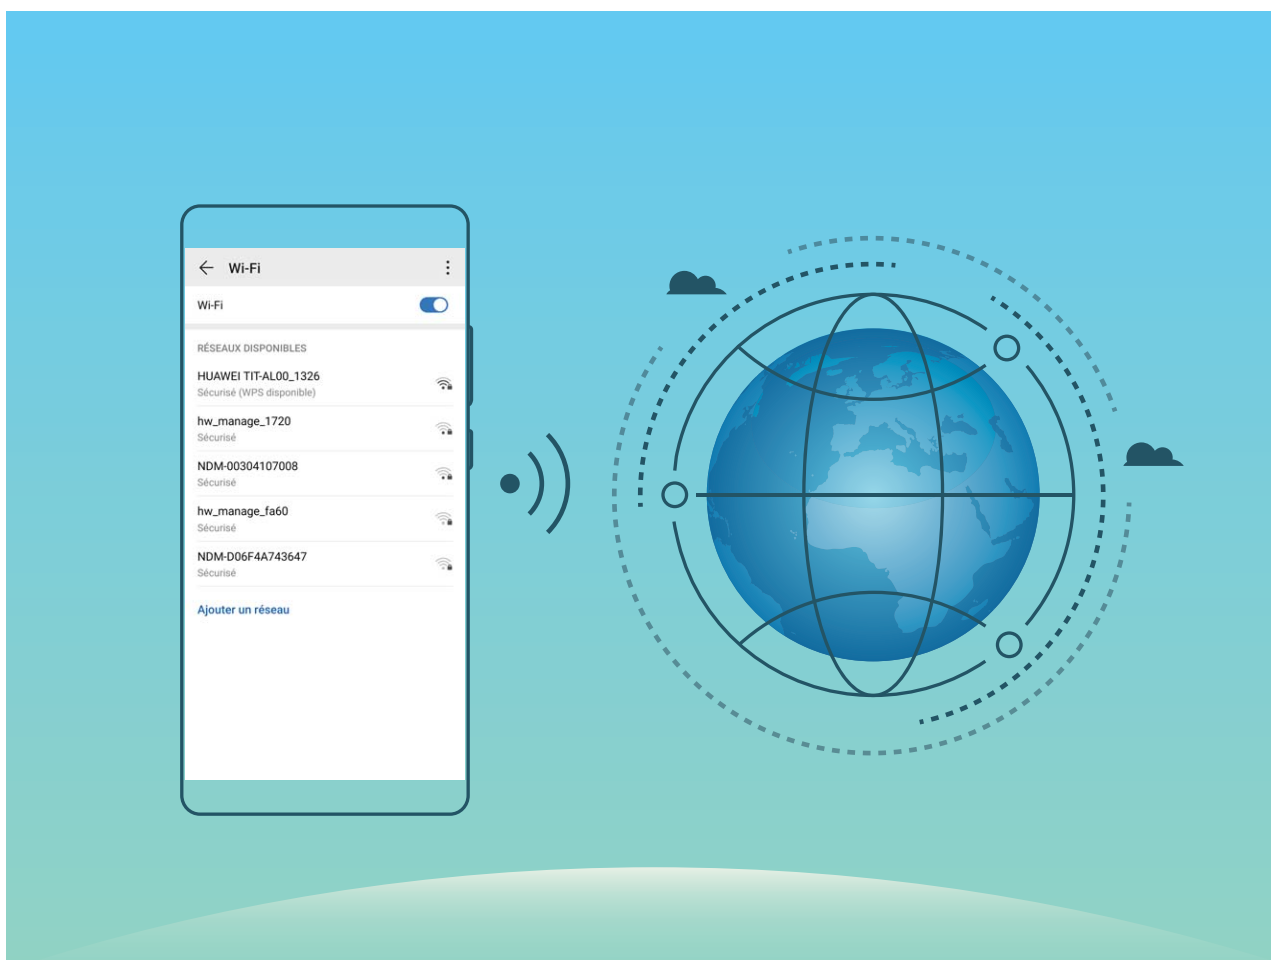 Wi-Fi
Wi-Fi
RÉSEAUX DISPONIBLES
HUAWEI TIT-AL00_1326
Sécurisé (WPS disponible)
hw_manage_1720
Sécurisé
NDM-00304107008
Sécurisé
hw_manage_fa60
Sécurisé
NDM-D06F4A743647
Sécurisé
Ajouter un réseau